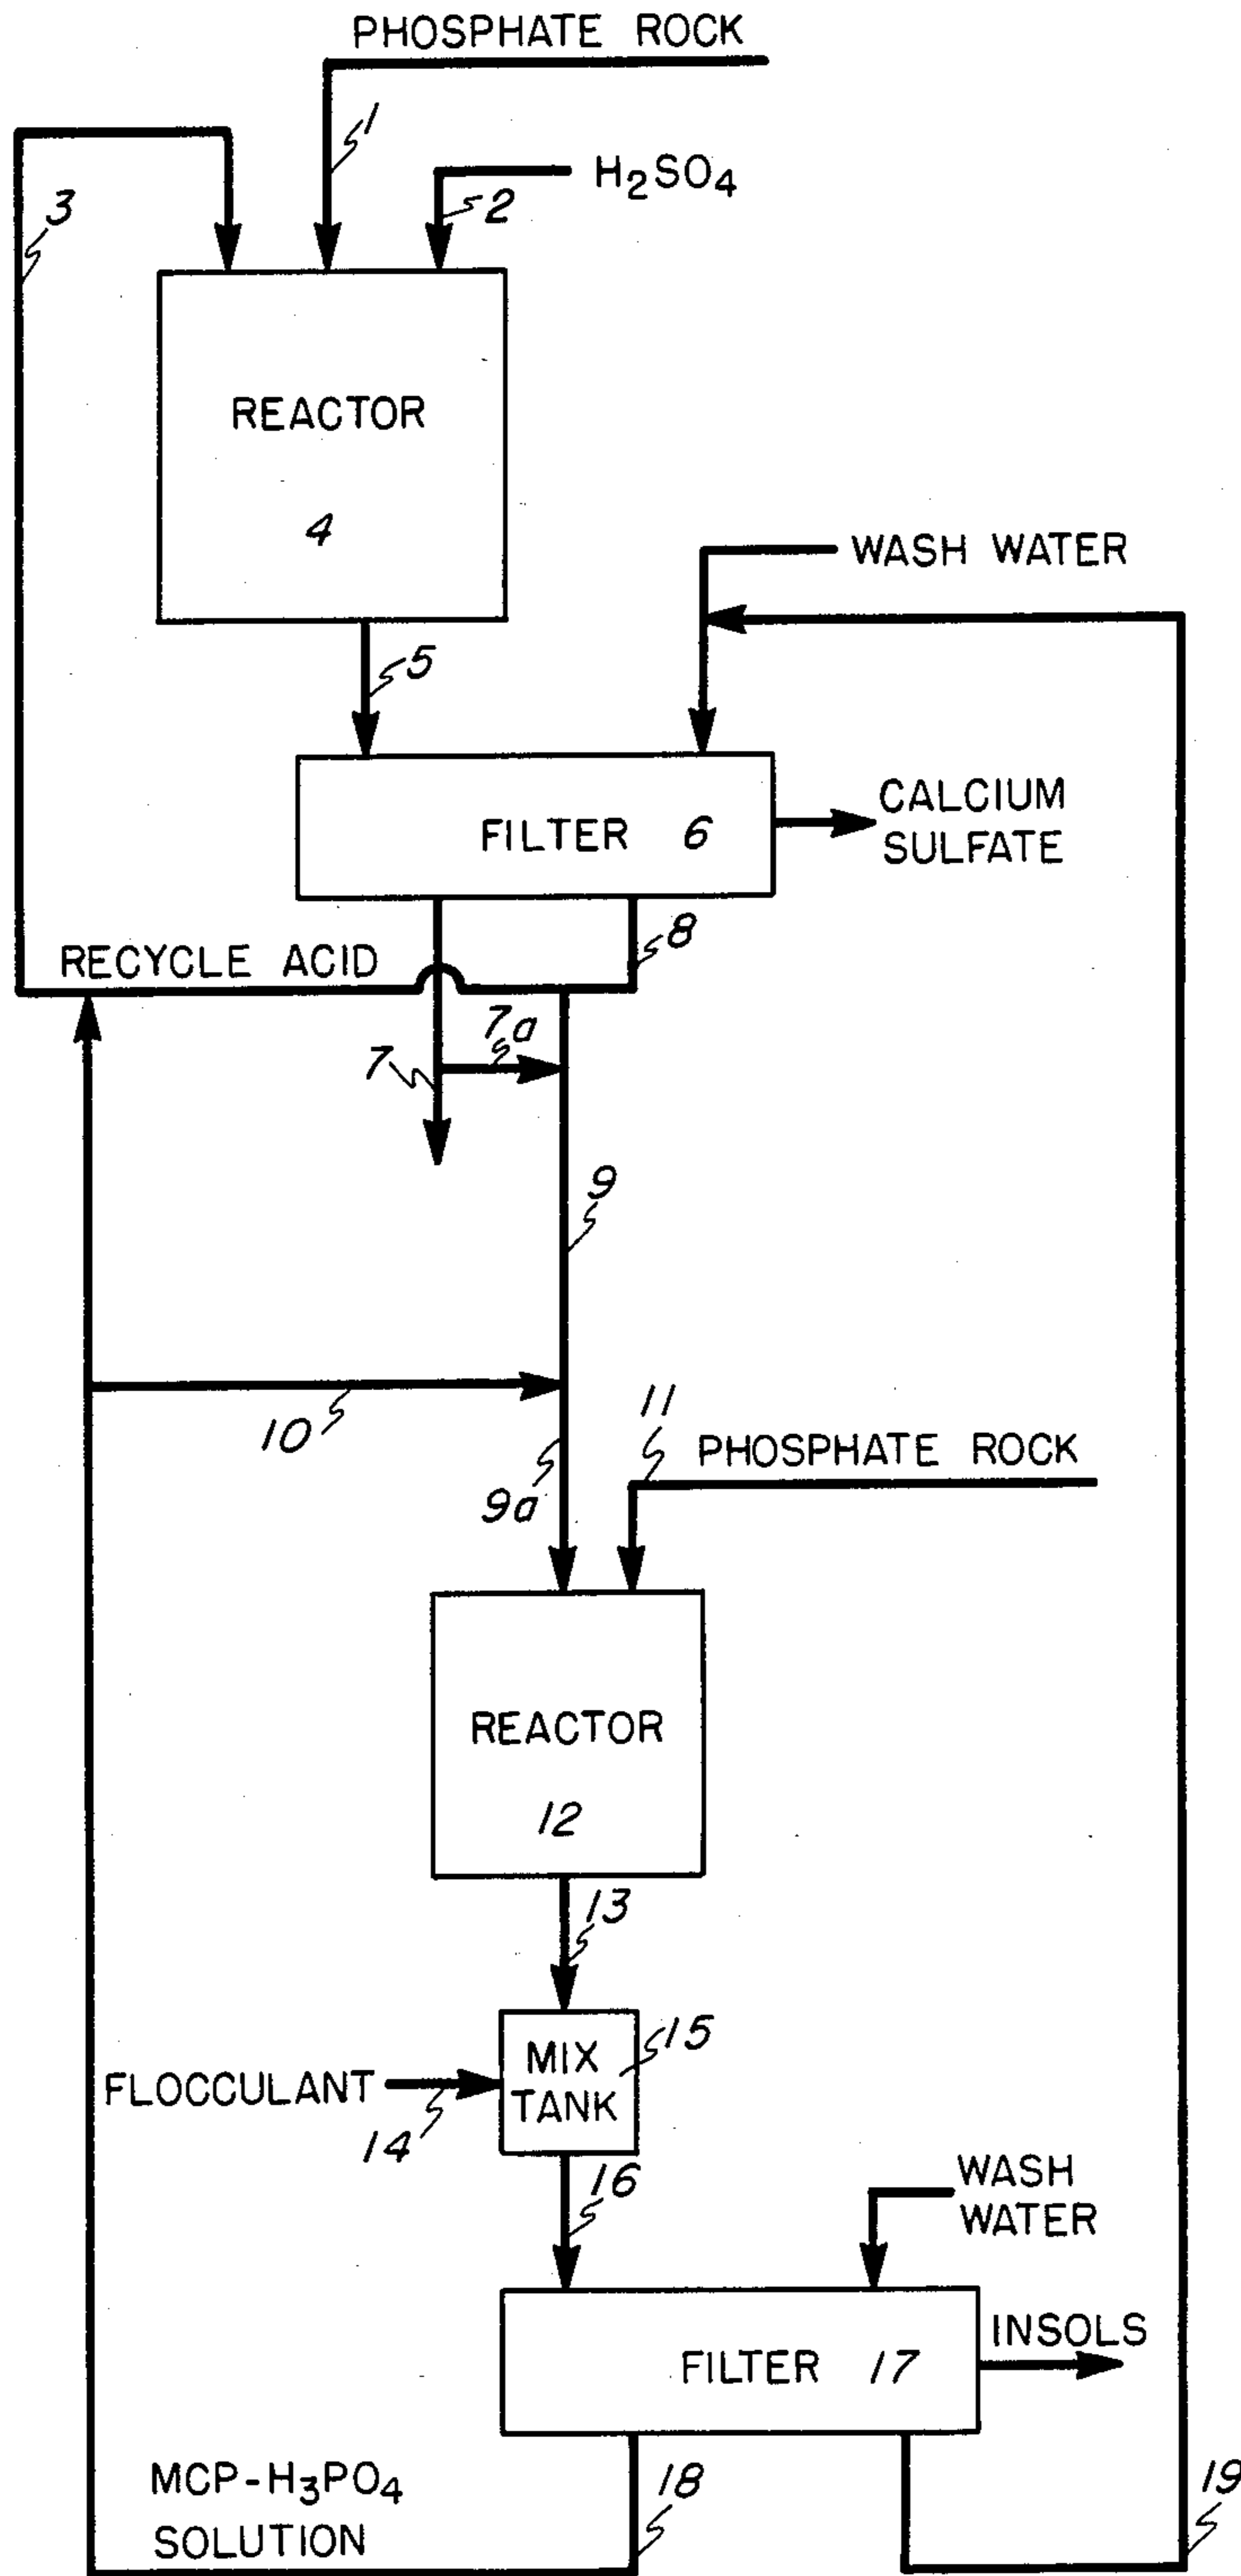 PHOSPHATE ROCK
1
H₂SO₄
2
3
REACTOR
4
WASH WATER
5
CALCIUM
SULFATE
FILTER 6
8
RECYCLE ACID
7a
7
9
11
10
PHOSPHATE ROCK
9a
REACTOR
12
13
15
MIX
TANK
FLOCCULANT
14
16
WASH
WATER
INSOLS
FILTER 17
MCP-H₃PO₄
SOLUTION
18
19